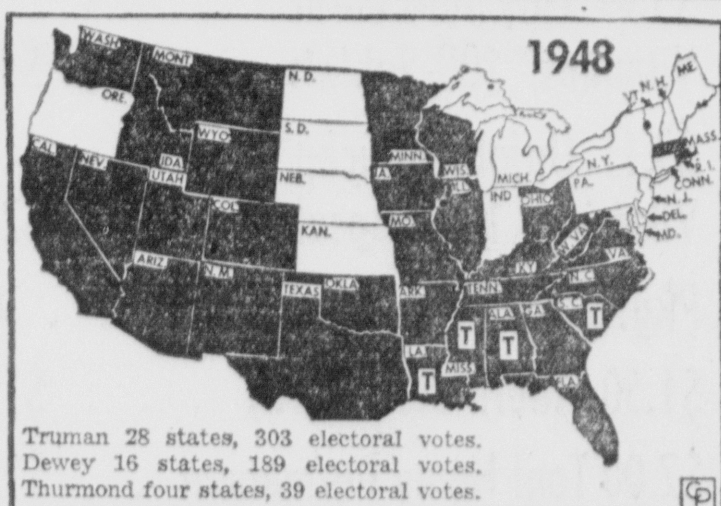 1948
WASH
MONT.
N.D.
ORE.
S.D.
MINN.
WIS.
MICH.
VT.
N.H.
ME.
MASS.
R.I.
CONN.
N.Y.
PA.
N.J.
DEL.
MD.
CAL
NEV
IDA.
UTAH
WYO
NEB.
IA.
ILL
IND
OHIO
W VA
VA.
COL
KAN.
MO.
KY
ARIZ.
N.M.
TEXAS
OKLA
ARK
TENN.
N.C.
S.C.
ALA
GA.
LA.
MISS.
FLA.
T
T
T
T
Truman 28 states, 303 electoral votes.
Dewey 16 states, 189 electoral votes.
Thurmond four states, 39 electoral votes.
CP